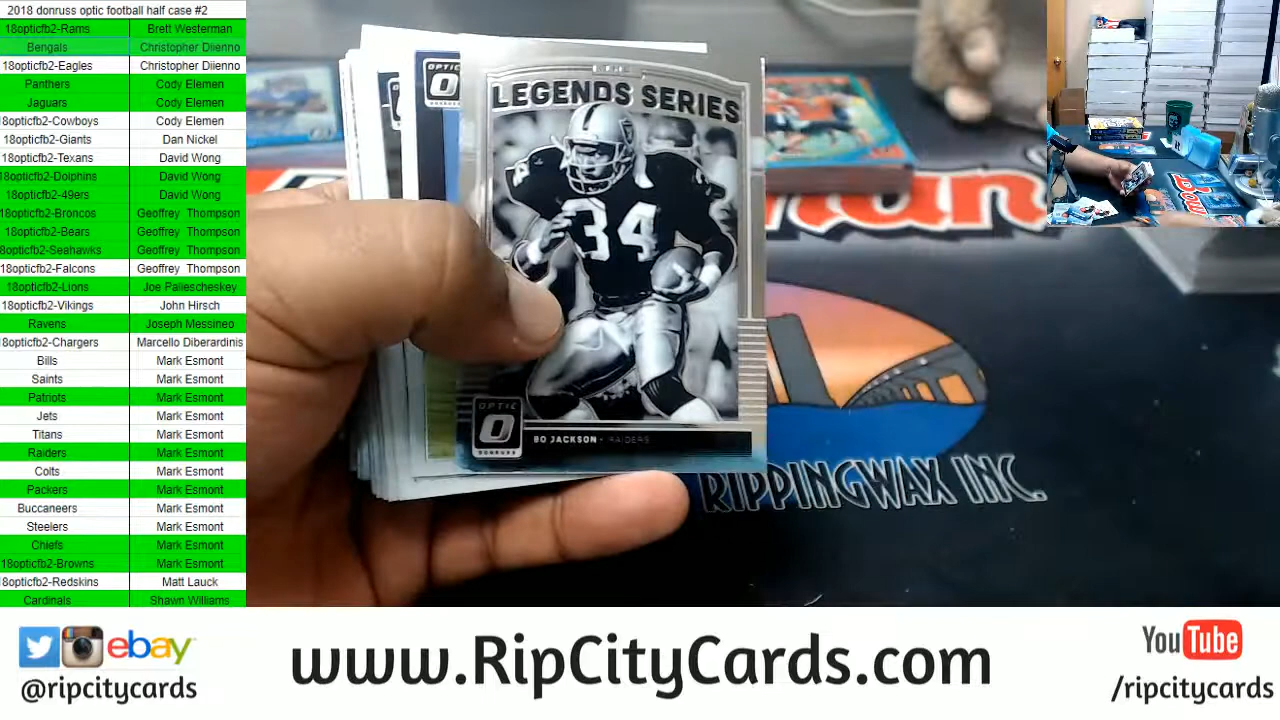 2018 donruss optic football half case #2
18opticfb2-Rams Brett Westerman
Bengals Christopher Diienno
18opticfb2-Eagles Christopher Diienno
Panthers Cody Elemen
Jaguars Cody Elemen
18opticfb2-Cowboys Cody Elemen
18opticfb2-Giants Dan Nickel
18opticfb2-Texans David Wong
18opticfb2-Dolphins David Wong
18opticfb2-49ers David Wong
18opticfb2-Broncos Geoffrey Thompson
18opticfb2-Bears Geoffrey Thompson
8opticfb2-Seahawks Geoffrey Thompson
18opticfb2-Falcons Geoffrey Thompson
18opticfb2-Lions Joe Paliescheskey
18opticfb2-Vikings John Hirsch
Ravens Joseph Messineo
8opticfb2-Chargers Marcello Diberardinis
Bills Mark Esmont
Saints Mark Esmont
Patriots Mark Esmont
Jets Mark Esmont
Titans Mark Esmont
Raiders Mark Esmont
Colts Mark Esmont
Packers Mark Esmont
Buccaneers Mark Esmont
Steelers Mark Esmont
Chiefs Mark Esmont
18opticfb2-Browns Mark Esmont
8opticfb2-Redskins Matt Lauck
Cardinals Shawn Williams
LEGENDS SERIES
34
OPTIC
O
DONRUSS
BO JACKSON • RAIDERS
RIPPINGWAX INC.
ebay
@ripcitycards
www.RipCityCards.com
YouTube
/ripcitycards